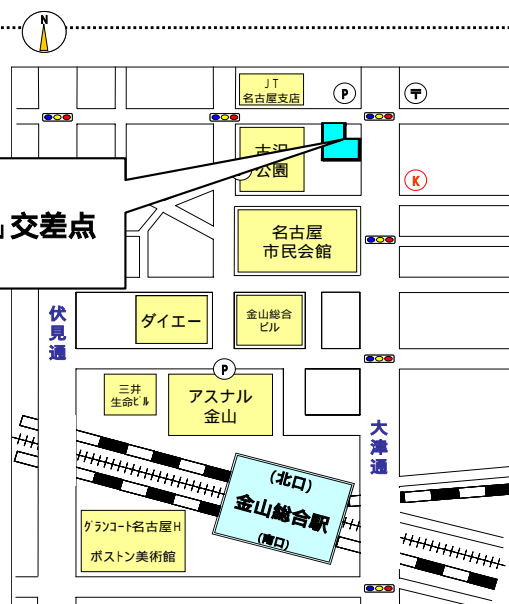 N
JT
名古屋支店
P
〒
古沢
公園
K
交差点
名古屋
市民会館
伏見通
ダイエー
金山総合
ビル
P
三井
生命ビル
アスナル
金山
大津通
(北口)
金山総合駅
(南口)
グランコート名古屋H
ボストン美術館